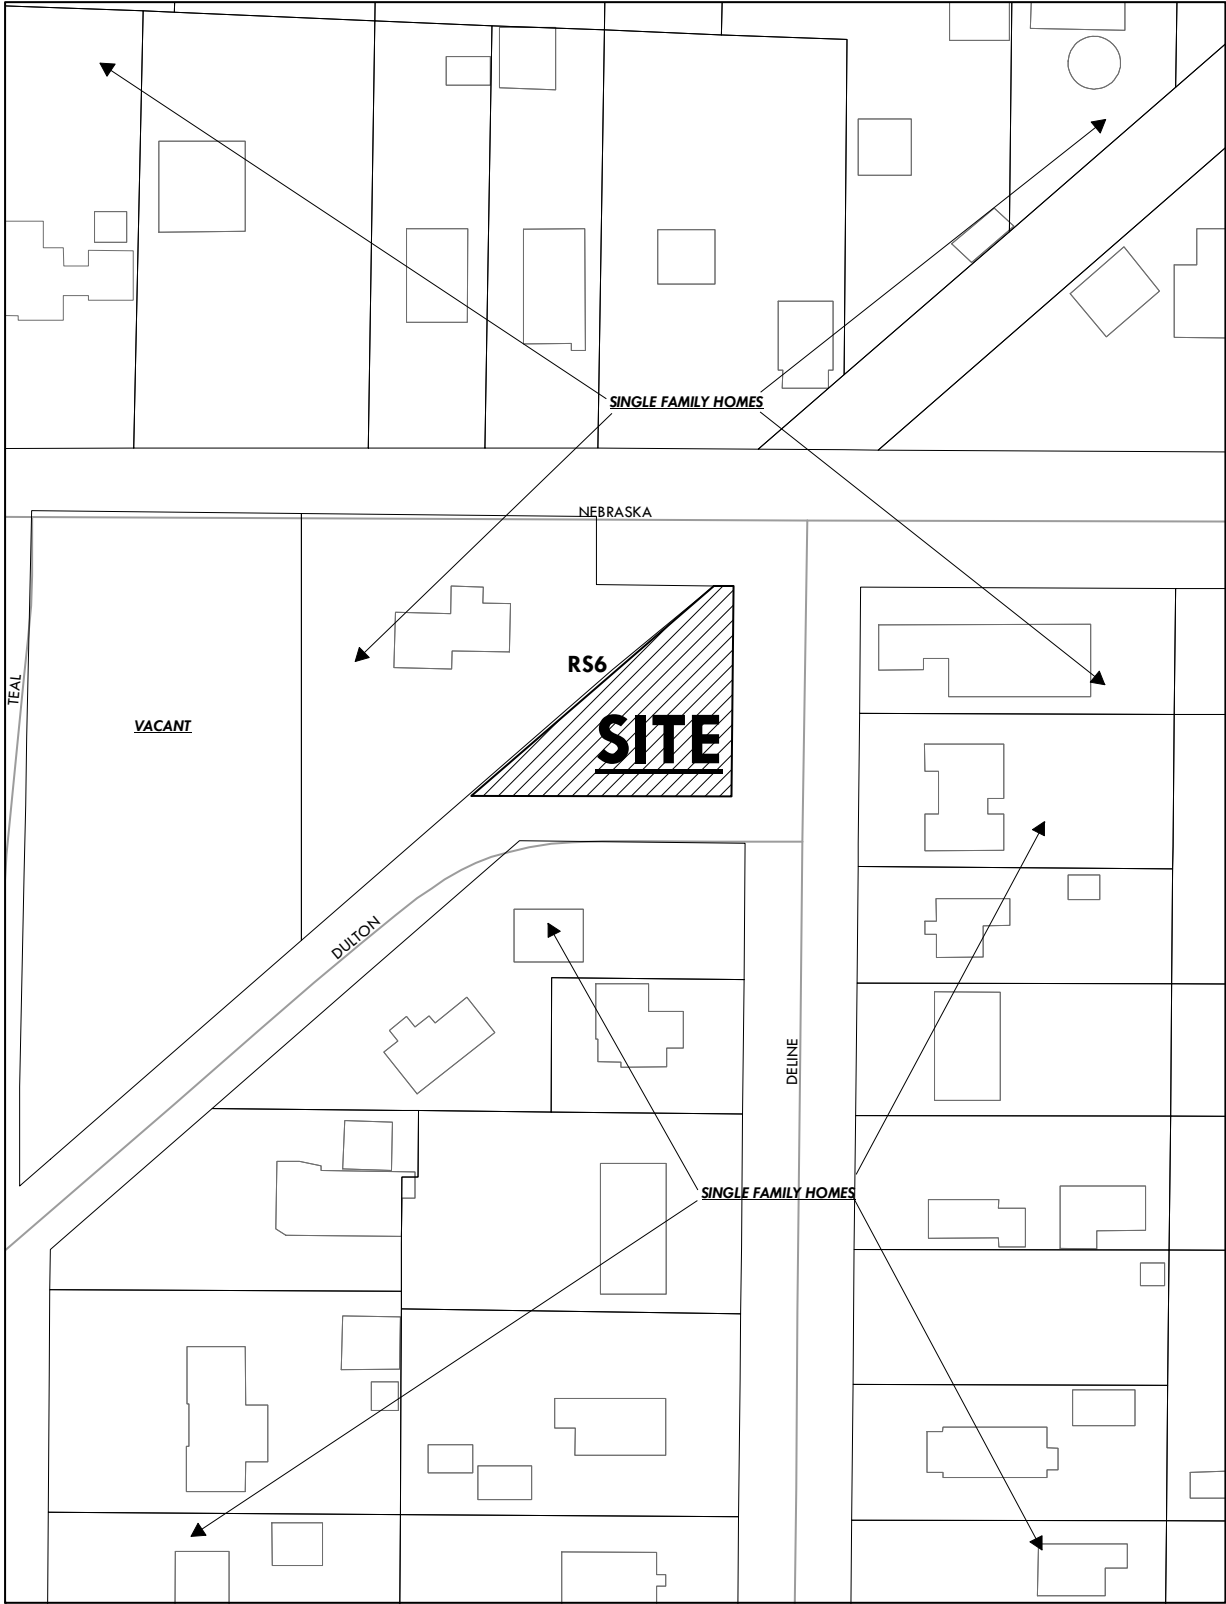 SINGLE FAMILY HOMES
NEBRASKA
RS6
TEAL
VACANT
SITE
DULTON
DELINE
SINGLE FAMILY HOMES